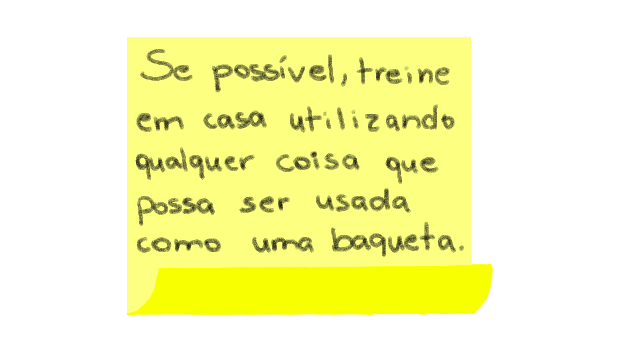 Se possível, treine
em casa utilizando
qualquer coisa que
possa ser usada
como uma baqueta.